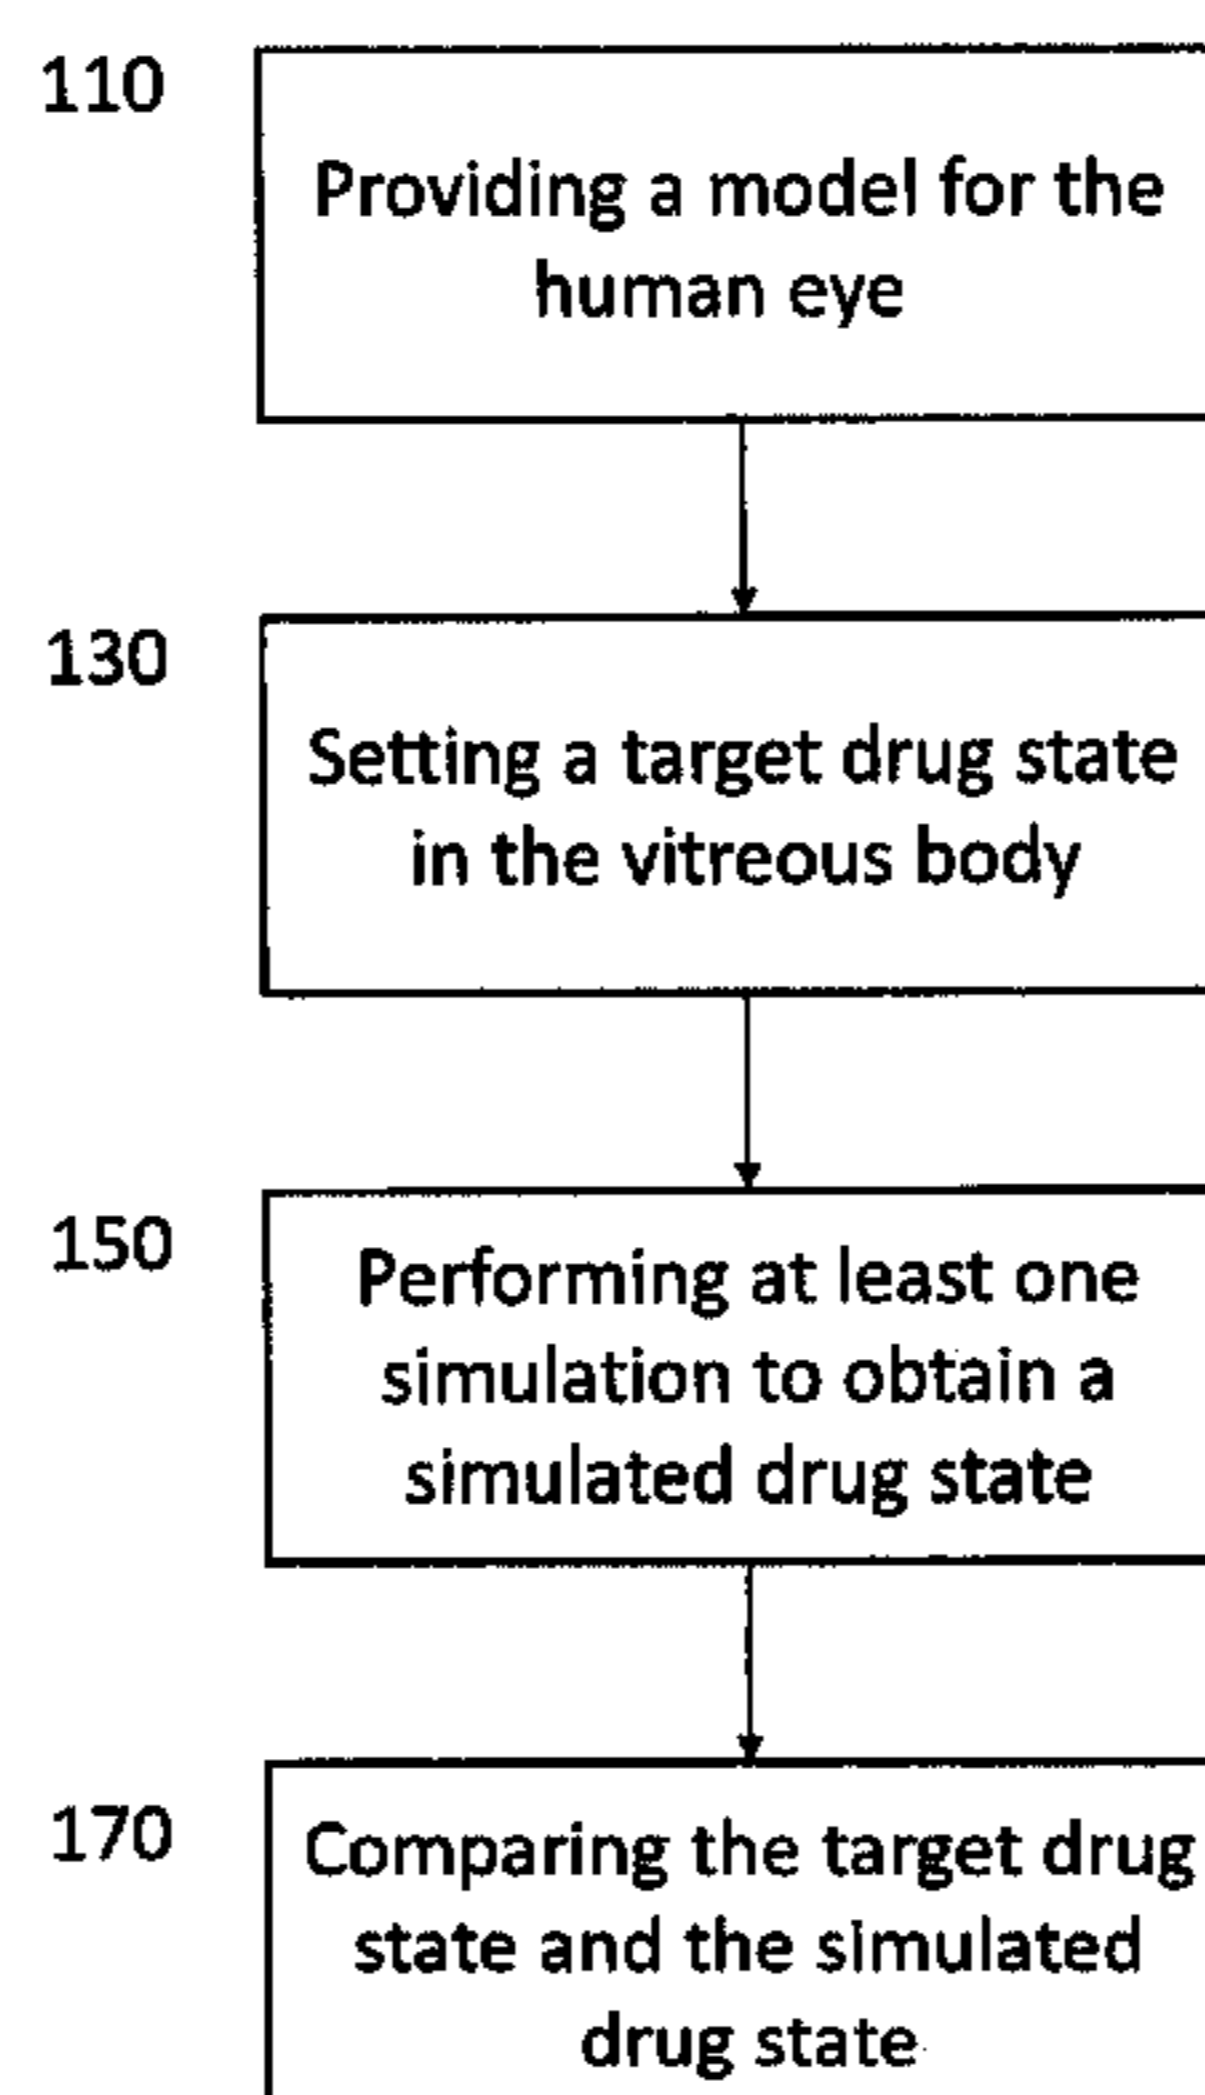 110
Providing a model for the
human eye
130
Setting a target drug state
in the vitreous body
150
Performing at least one
simulation to obtain a
simulated drug state
170
Comparing the target drug
state and the simulated
drug state